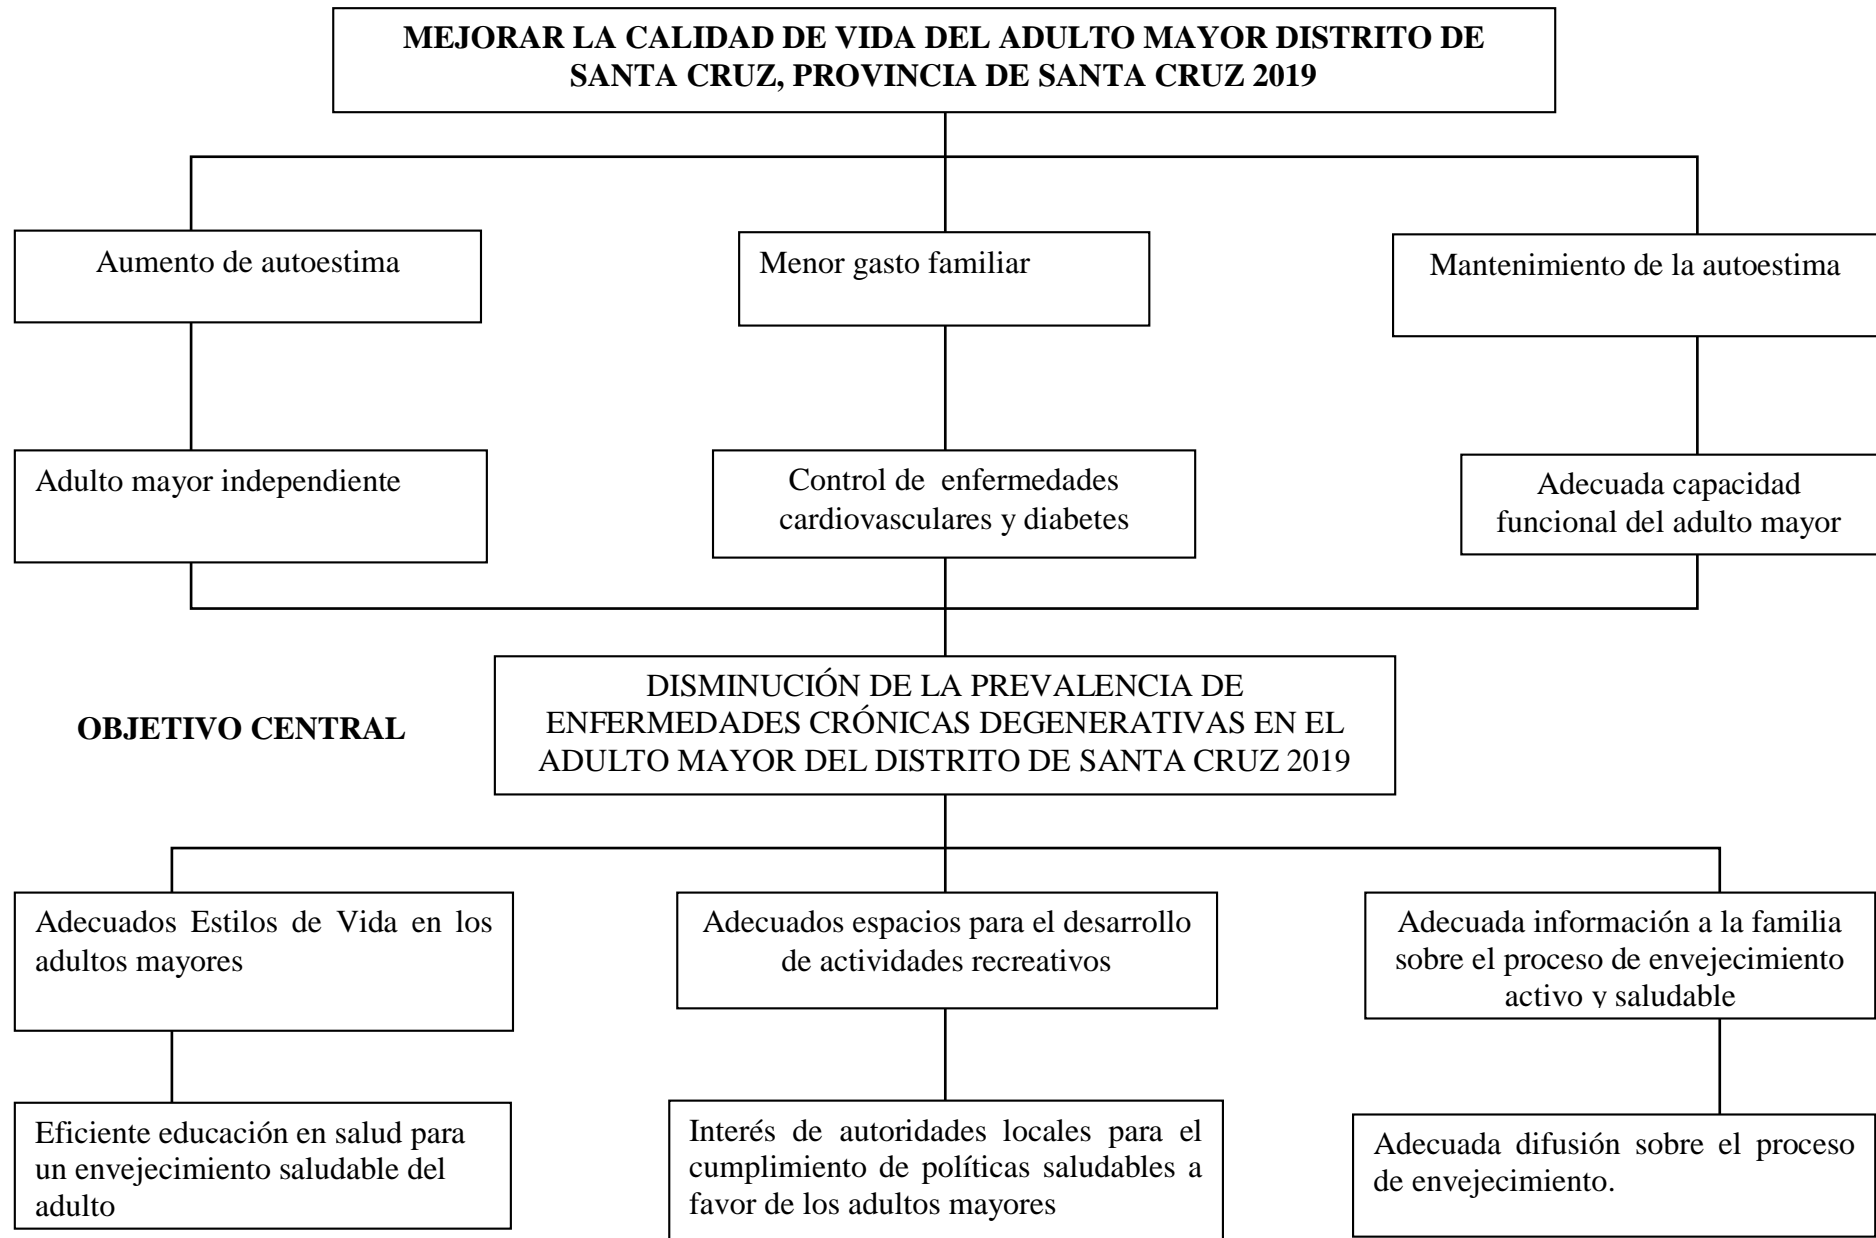 MEJORAR LA CALIDAD DE VIDA DEL ADULTO MAYOR DISTRITO DE
SANTA CRUZ, PROVINCIA DE SANTA CRUZ 2019
Aumento de autoestima
Menor gasto familiar
Mantenimiento de la autoestima
Adulto mayor independiente
Control de enfermedades
cardiovasculares y diabetes
Adecuada capacidad
funcional del adulto mayor
OBJETIVO CENTRAL
DISMINUCIÓN DE LA PREVALENCIA DE
ENFERMEDADES CRÓNICAS DEGENERATIVAS EN EL
ADULTO MAYOR DEL DISTRITO DE SANTA CRUZ 2019
Adecuados Estilos de Vida en los
adultos mayores
Adecuados espacios para el desarrollo
de actividades recreativos
Adecuada información a la familia
sobre el proceso de envejecimiento
activo y saludable
Eficiente educación en salud para
un envejecimiento saludable del
adulto
Interés de autoridades locales para el
cumplimiento de políticas saludables a
favor de los adultos mayores
Adecuada difusión sobre el proceso
de envejecimiento.